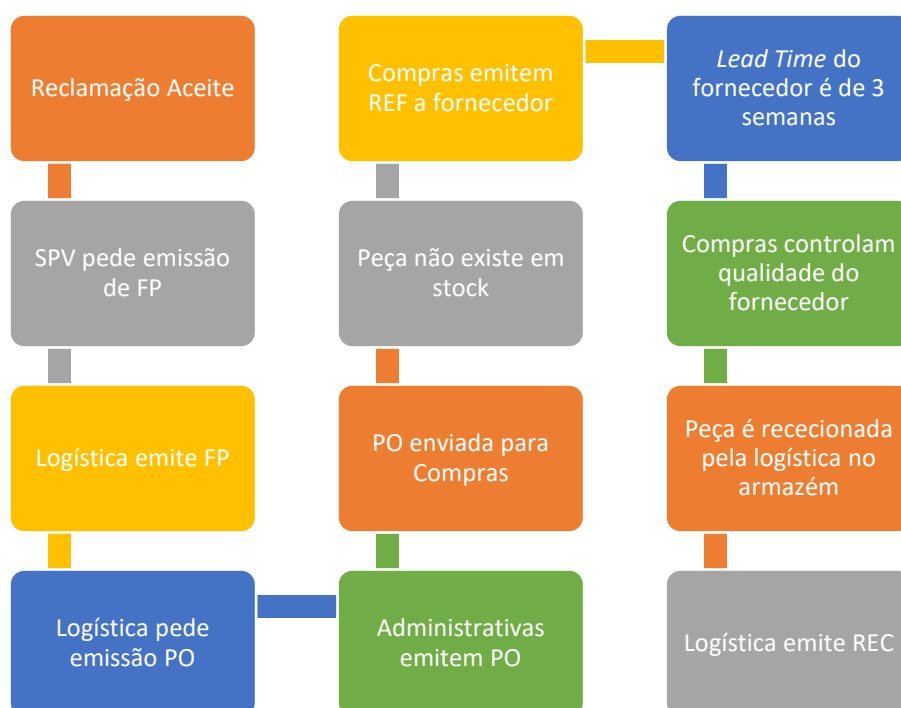 Reclamação Aceite
SPV pede emissão
de FP
Logística emite FP
Logística pede
emissão PO
Administrativas
emitem PO
PO enviada para
Compras
Peça não existe em
stock
Compras emitem
REF a fornecedor
Lead Time do
fornecedor é de 3
semanas
Compras controlam
qualidade do
fornecedor
Peça é rececionada
pela logística no
armazém
Logística emite REC